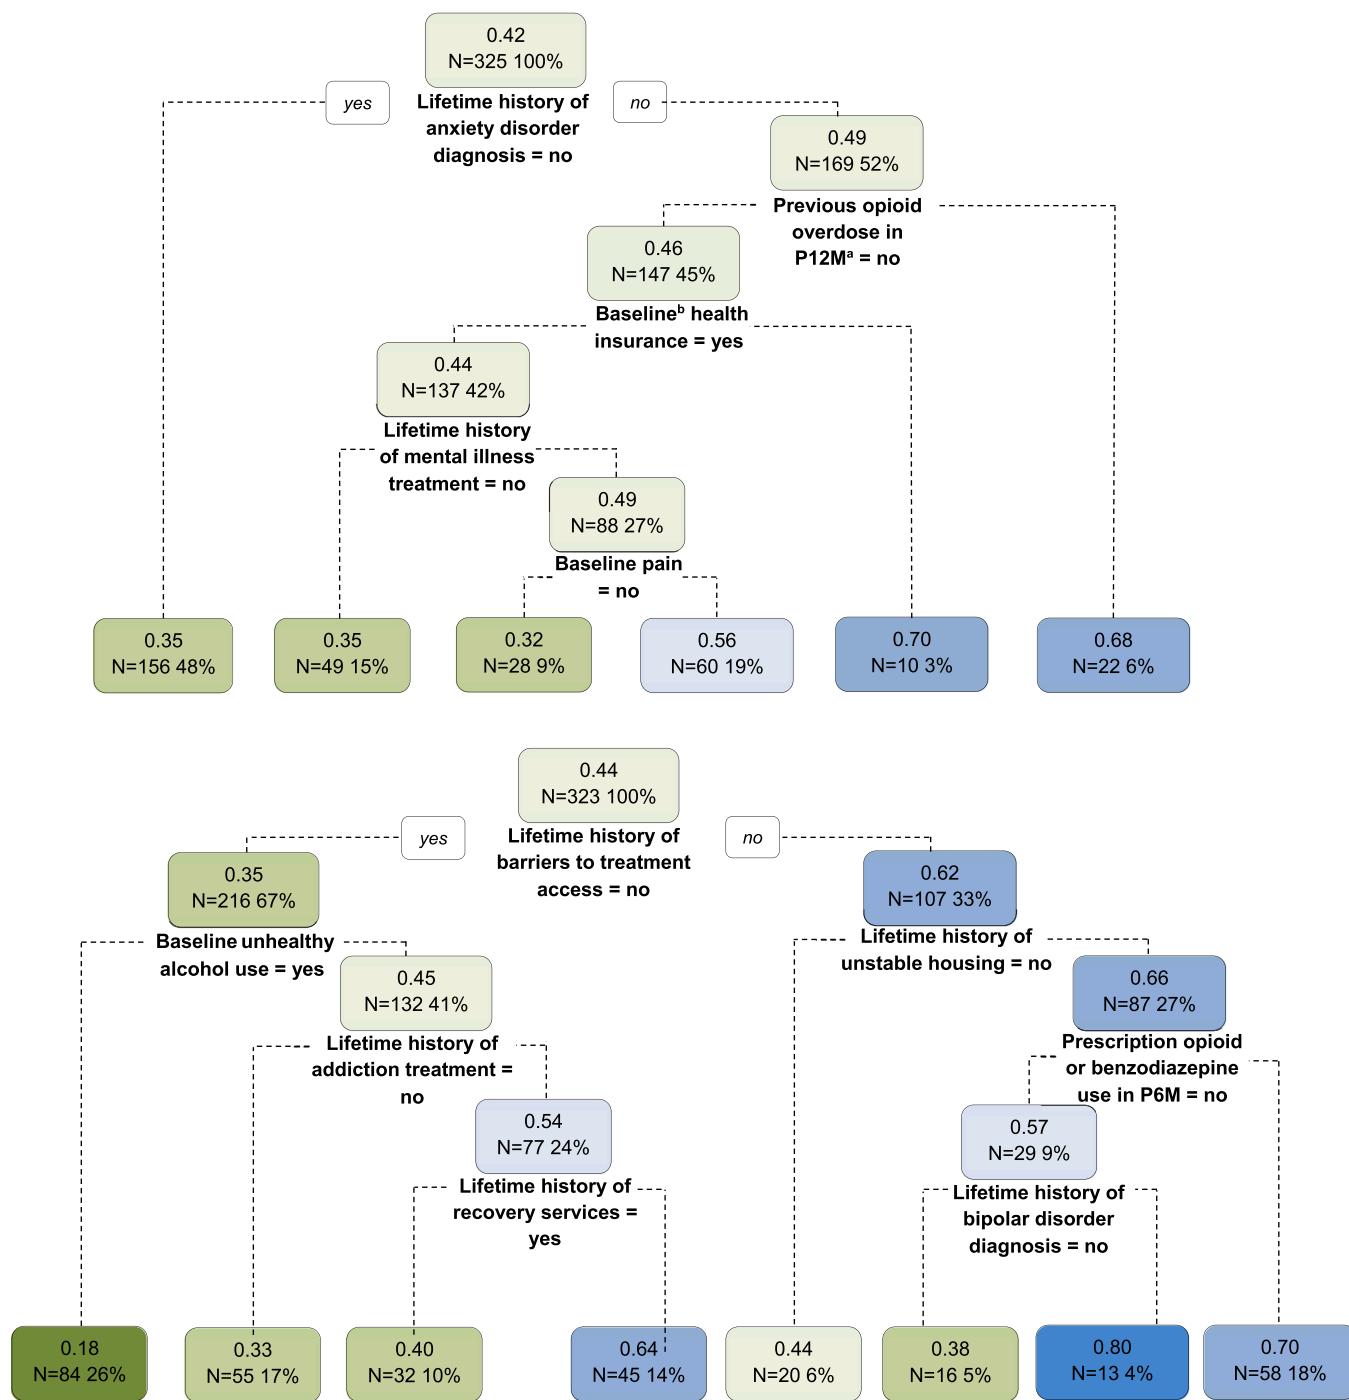 0.42
N=325 100%
yes
Lifetime history of
anxiety disorder
diagnosis = no
no
0.49
N=169 52%
Previous opioid
overdose in
P12Mᵃ = no
0.46
N=147 45%
Baselineᵇ health
insurance = yes
0.44
N=137 42%
Lifetime history
of mental illness
treatment = no
0.49
N=88 27%
Baseline pain
= no
0.35
N=156 48%
0.35
N=49 15%
0.32
N=28 9%
0.56
N=60 19%
0.70
N=10 3%
0.68
N=22 6%
0.44
N=323 100%
yes
Lifetime history of
barriers to treatment
access = no
no
0.35
N=216 67%
0.62
N=107 33%
Baseline unhealthy
alcohol use = yes
Lifetime history of
unstable housing = no
0.45
N=132 41%
0.66
N=87 27%
Lifetime history of
addiction treatment =
no
Prescription opioid
or benzodiazepine
use in P6M = no
0.54
N=77 24%
0.57
N=29 9%
Lifetime history of
recovery services =
yes
Lifetime history of
bipolar disorder
diagnosis = no
0.18
N=84 26%
0.33
N=55 17%
0.40
N=32 10%
0.64
N=45 14%
0.44
N=20 6%
0.38
N=16 5%
0.80
N=13 4%
0.70
N=58 18%